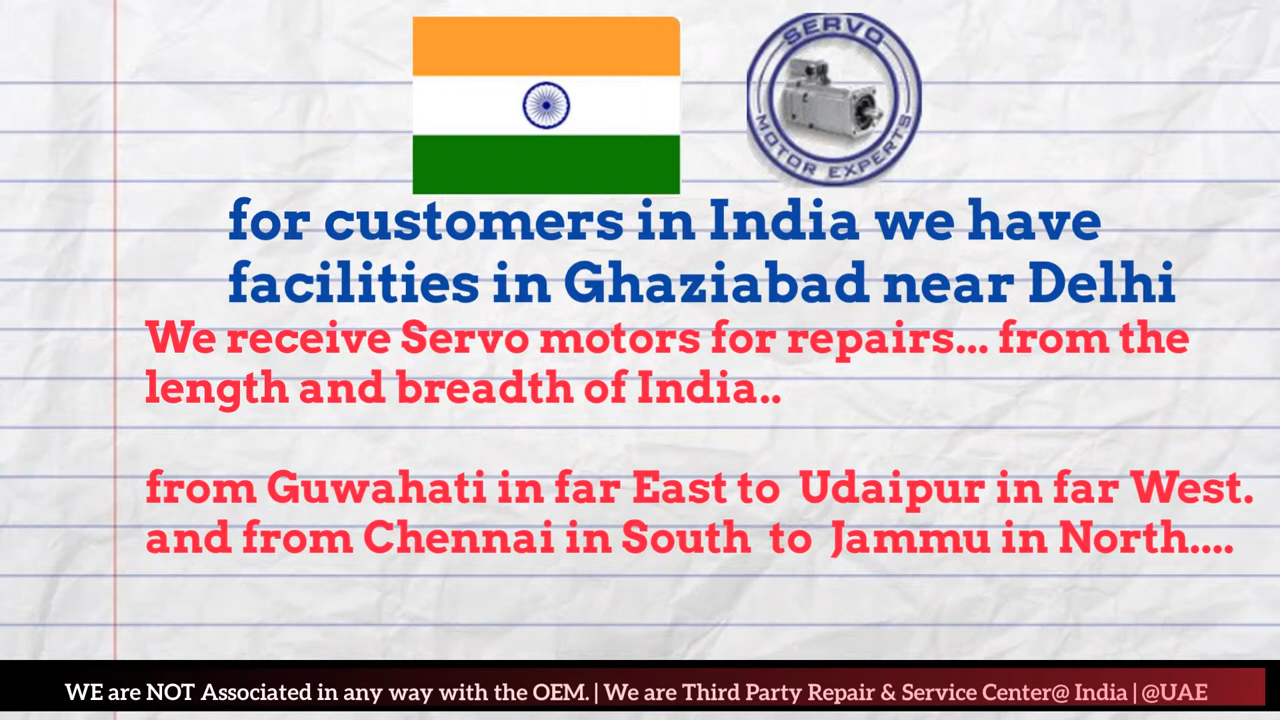 SERVO
MOTOR EXPERTS
for customers in India we have
facilities in Ghaziabad near Delhi
We receive Servo motors for repairs... from the
length and breadth of India..
from Guwahati in far East to Udaipur in far West.
and from Chennai in South to Jammu in North....
WE are NOT Associated in any way with the OEM. | We are Third Party Repair & Service Center@ India | @UAE